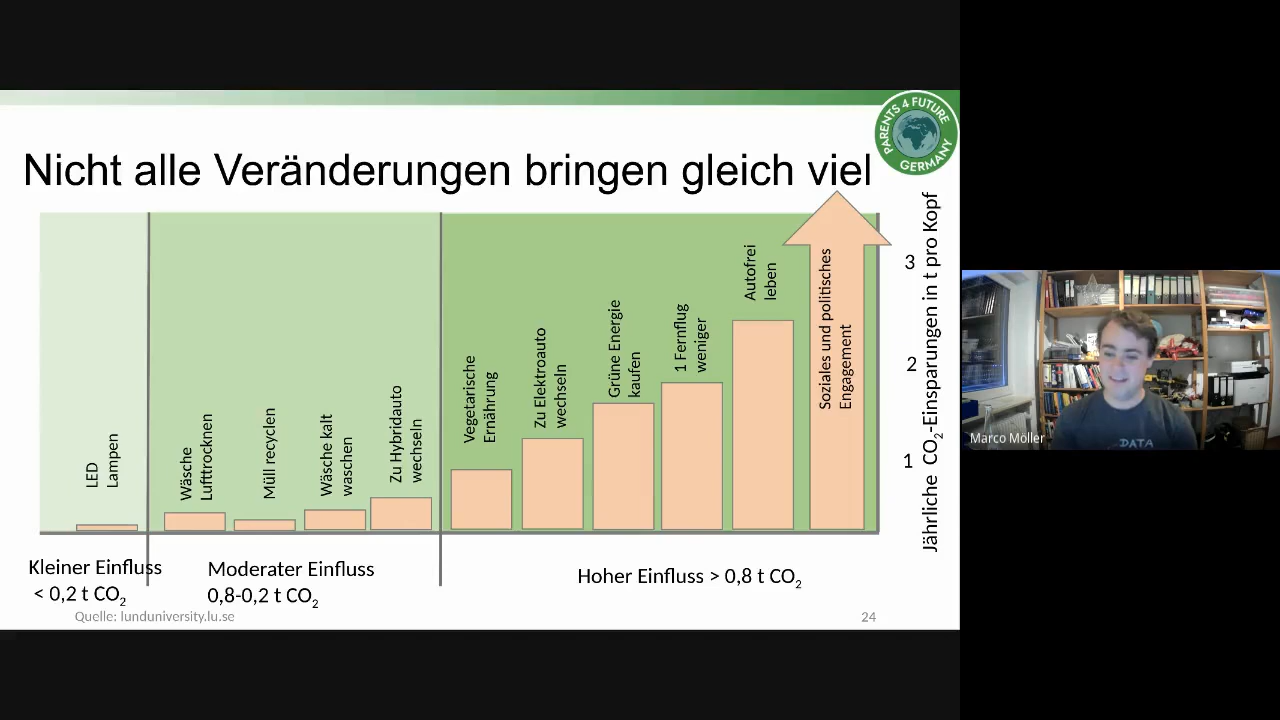 PARENTS 4 FUTURE
GERMANY
Nicht alle Veränderungen bringen gleich viel
LED
Lampen
Wäsche
Lufttrocknen
Müll recyclen
Wäsche kalt
waschen
Zu Hybridauto
wechseln
Vegetarische
Ernährung
Zu Elektroauto
wechseln
Grüne Energie
kaufen
1 Fernflug
weniger
Autofrei
leben
Soziales und politisches
Engagement
3
2
1
Jährliche CO2-Einsparungen in t pro Kopf
Kleiner Einfluss
< 0,2 t CO2
Moderater Einfluss
0,8-0,2 t CO2
Hoher Einfluss > 0,8 t CO2
Quelle: lunduniversity.lu.se
24
Marco Möller
DATA